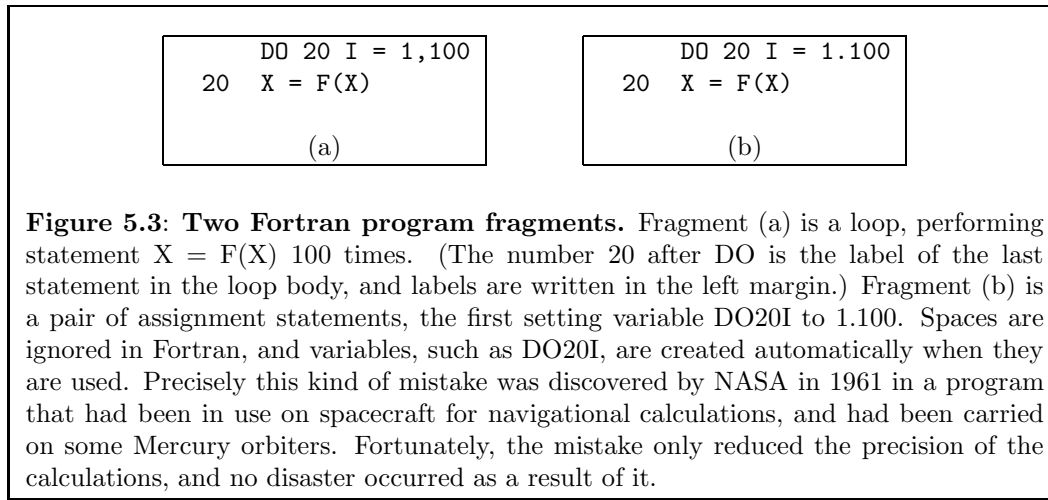 DO 20 I = 1,100
20 X = F(X)
(a)
DO 20 I = 1.100
20 X = F(X)
(b)
Figure 5.3: Two Fortran program fragments. Fragment (a) is a loop, performing
statement X = F(X) 100 times. (The number 20 after DO is the label of the last
statement in the loop body, and labels are written in the left margin.) Fragment (b) is
a pair of assignment statements, the first setting variable DO20I to 1.100. Spaces are
ignored in Fortran, and variables, such as DO20I, are created automatically when they
are used. Precisely this kind of mistake was discovered by NASA in 1961 in a program
that had been in use on spacecraft for navigational calculations, and had been carried
on some Mercury orbiters. Fortunately, the mistake only reduced the precision of the
calculations, and no disaster occurred as a result of it.